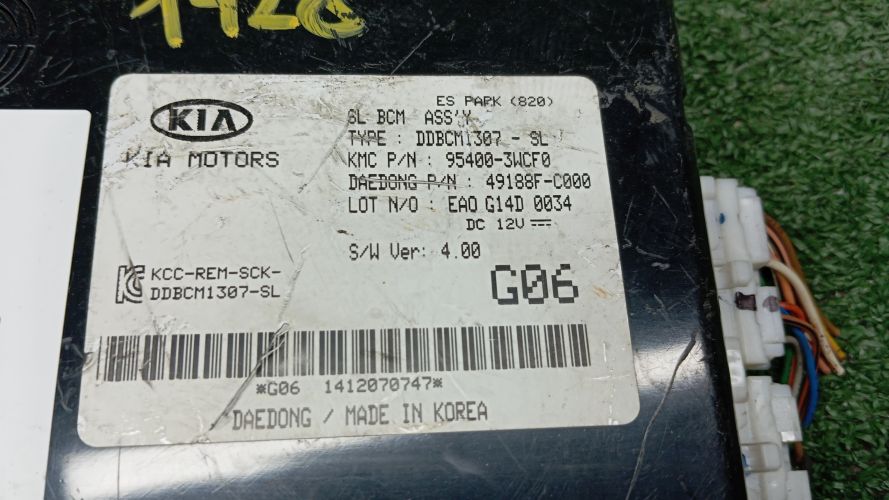 1426
ES PARK (820)
SL BCM ASS'Y
TYPE : DDBCM1307 - SL
KMC P/N : 95400-3WCF0
DAEDONG P/N : 49188F-C000
LOT N/O : EAO G14D 0034
DC 12V
S/W Ver: 4.00
KIA
KIA MOTORS
KCC-REM-SCK-
DDBCM1307-SL
G06
*G06 1412070747*
DAEDONG / MADE IN KOREA